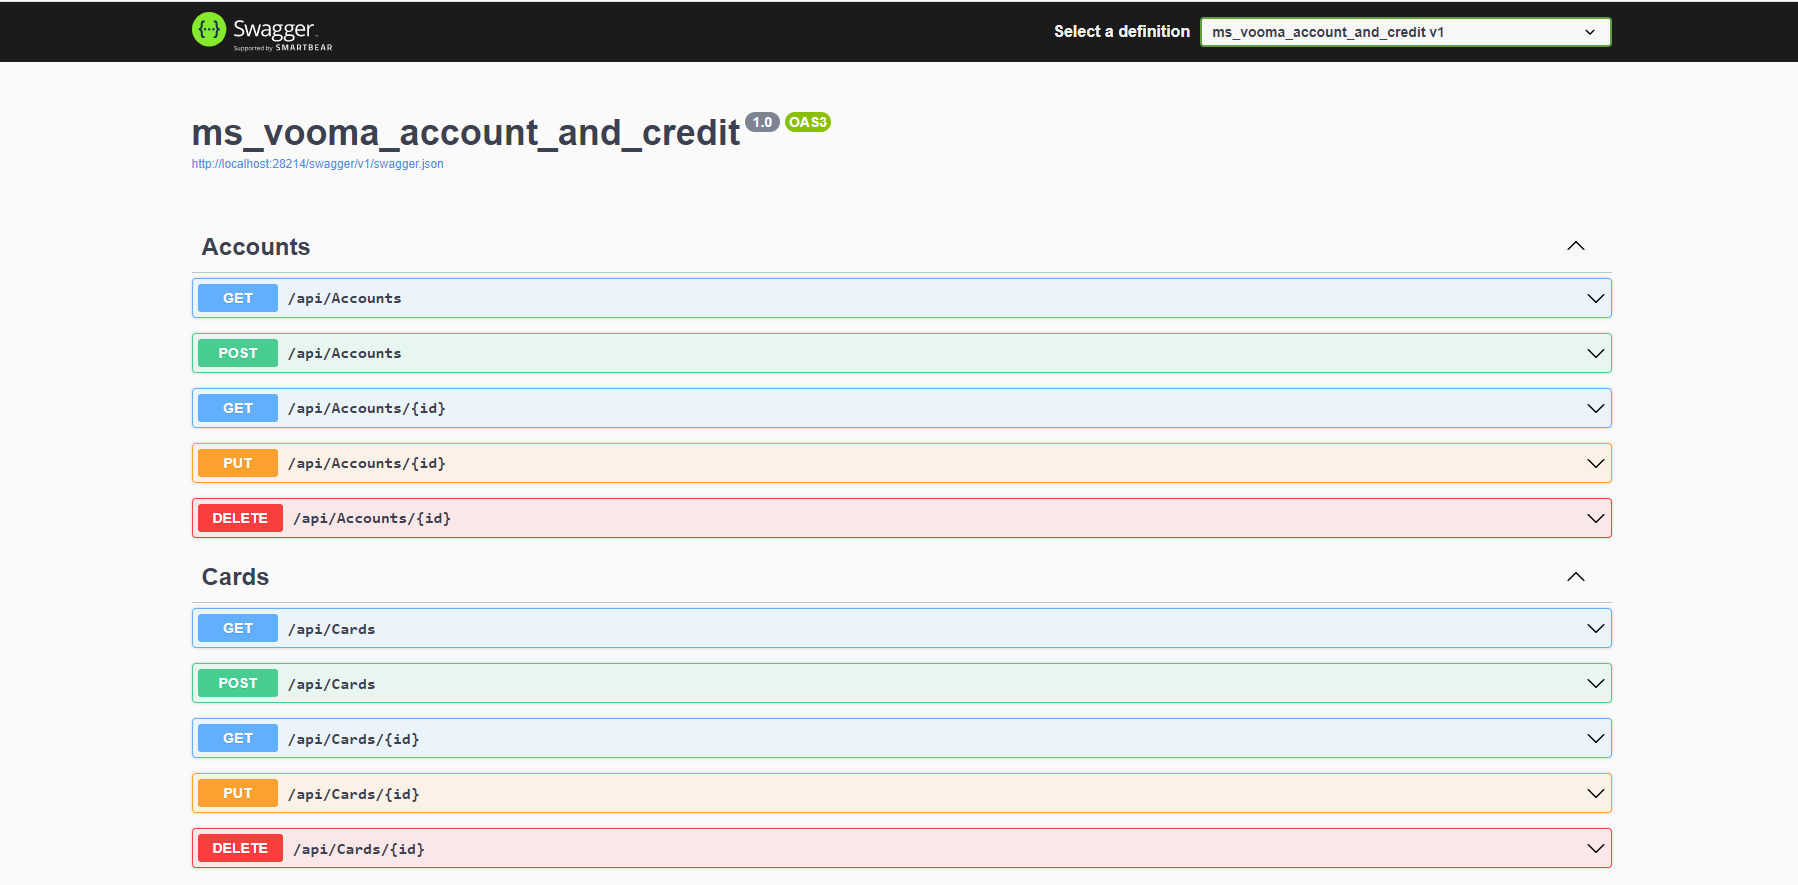 Swagger.
Supported by SMARTBEAR
Select a definition
ms_vooma_account_and_credit v1
ms_vooma_account_and_credit 1.0 OAS3
http://localhost:28214/swagger/v1/swagger.json
Accounts
GET /api/Accounts
POST /api/Accounts
GET /api/Accounts/{id}
PUT /api/Accounts/{id}
DELETE /api/Accounts/{id}
Cards
GET /api/Cards
POST /api/Cards
GET /api/Cards/{id}
PUT /api/Cards/{id}
DELETE /api/Cards/{id}